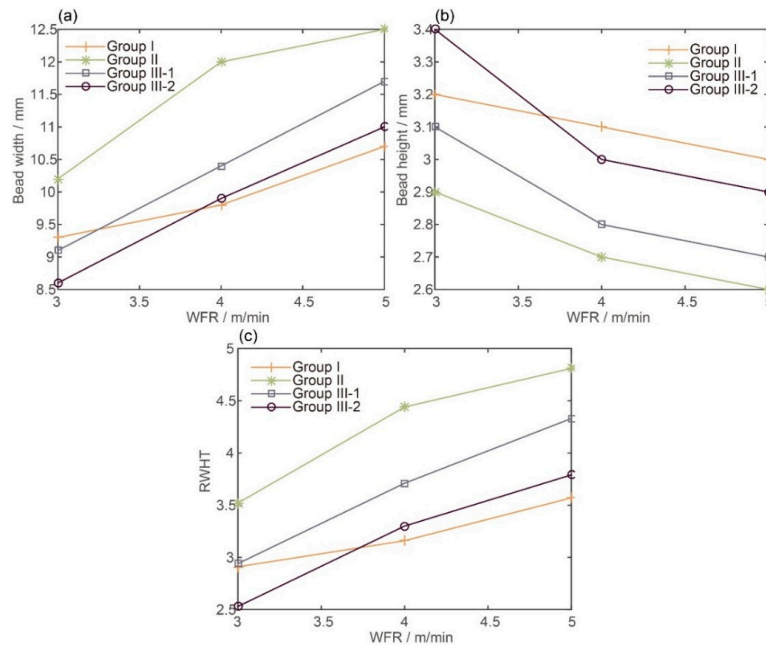 (a)
12.5
12
11.5
11
10.5
10
9.5
9
8.5
Bead width / mm
Group I
Group II
Group III-1
Group III-2
3
3.5
4
4.5
5
WFR / m/min
(b)
3.4
3.3
3.2
3.1
3
2.9
2.8
2.7
2.6
Bead height / mm
Group I
Group II
Group III-1
Group III-2
3
3.5
4
4.5
5
WFR / m/min
(c)
5
4.5
4
3.5
3
2.5
RWHT
Group I
Group II
Group III-1
Group III-2
3
3.5
4
4.5
5
WFR / m/min